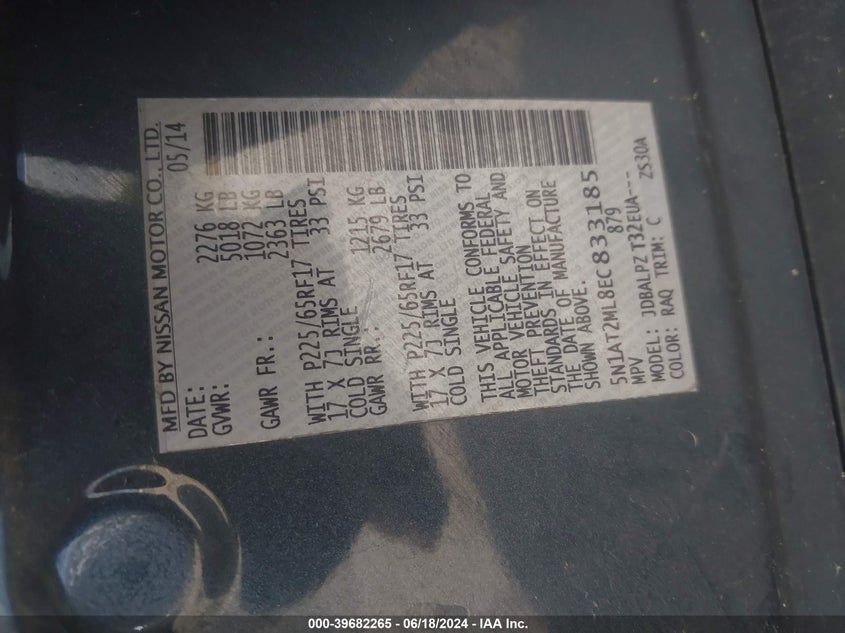 MFD BY NISSAN MOTOR CO., LTD.
DATE: 05/14
GVWR: 2276 KG
5018 LB
GAWR FR.: 1072 KG
2363 LB
WITH P225/65RF17 TIRES
17 X 7J RIMS AT 33 PSI
COLD SINGLE
GAWR RR.: 1215 KG
2679 LB
WITH P225/65RF17 TIRES
17 X 7J RIMS AT 33 PSI
COLD SINGLE
THIS VEHICLE CONFORMS TO
ALL APPLICABLE FEDERAL
MOTOR VEHICLE SAFETY AND
THEFT PREVENTION
STANDARDS IN EFFECT ON
THE DATE OF MANUFACTURE
SHOWN ABOVE.
5N1AT2ML8EC833185
MPV 879
MODEL: JDBALPZ T32EUA---
COLOR: RAQ TRIM: C ZS30A
000-39682265 - 06/18/2024 - IAA Inc.